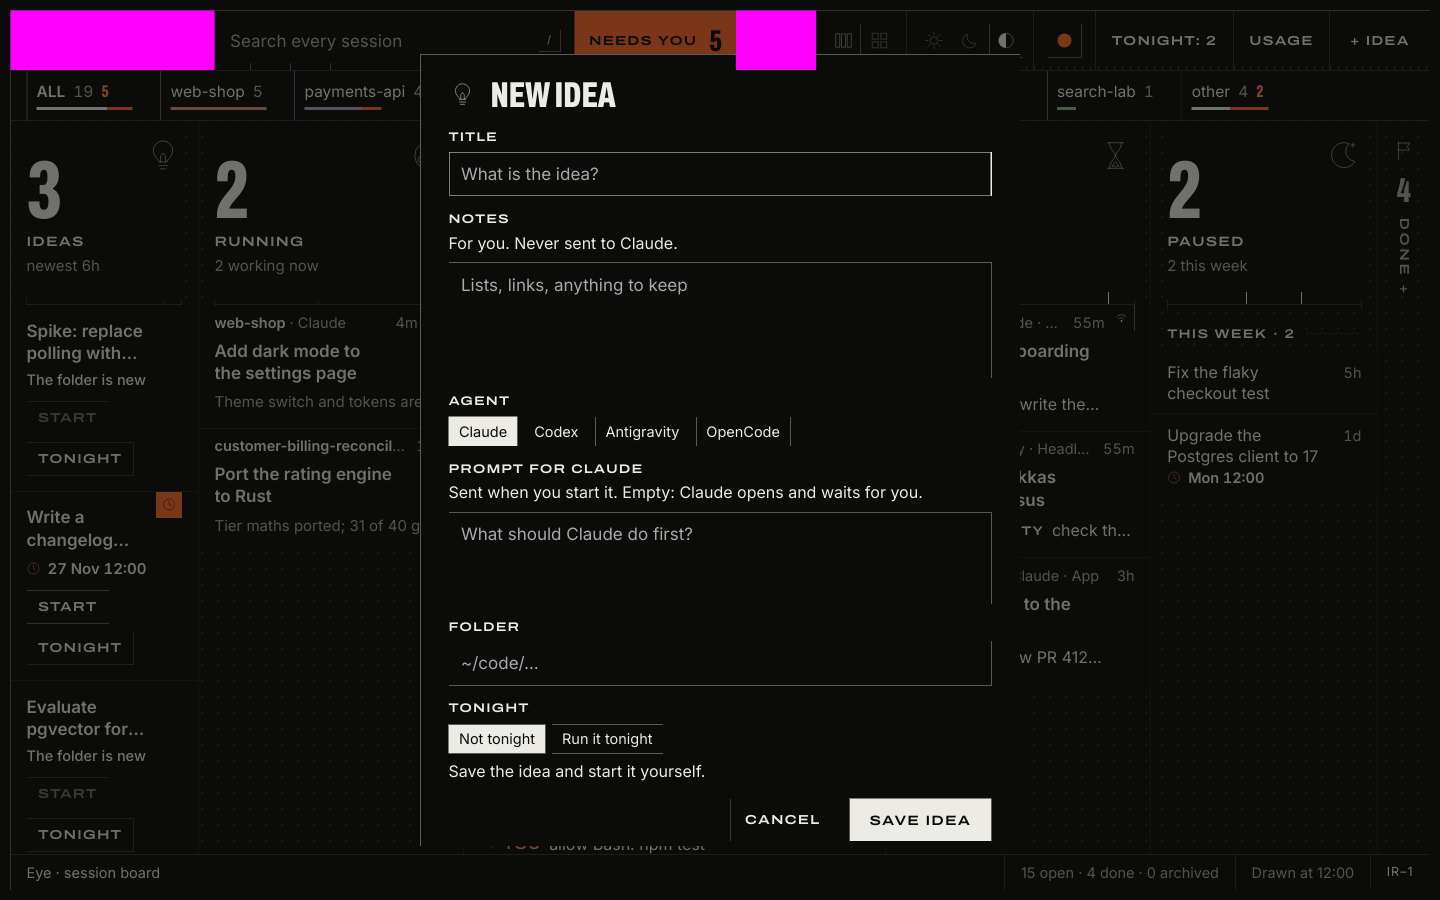 Search every session /
NEEDS YOU 5
TONIGHT: 2
USAGE
+ IDEA
ALL 19 5
web-shop 5
payments-api 4
search-lab 1
other 4 2
3
IDEAS
newest 6h
Spike: replace
polling with...
The folder is new
START
TONIGHT
Write a
changelog...
27 Nov 12:00
START
TONIGHT
Evaluate
pgvector for...
The folder is new
START
TONIGHT
2
RUNNING
2 working now
web-shop · Claude 4m
Add dark mode to
the settings page
Theme switch and tokens are
customer-billing-reconcil...
Port the rating engine
to Rust
Tier maths ported; 31 of 40 g
NEW IDEA
TITLE
What is the idea?
NOTES
For you. Never sent to Claude.
Lists, links, anything to keep
AGENT
Claude Codex Antigravity OpenCode
PROMPT FOR CLAUDE
Sent when you start it. Empty: Claude opens and waits for you.
What should Claude do first?
FOLDER
~/code/...
TONIGHT
Not tonight Run it tonight
Save the idea and start it yourself.
CANCEL SAVE IDEA
allow Bash: npm test
de · ... 55m
boarding
write the...
y · Headl... 55m
kkas
sus
TY check th...
laude · App 3h
to the
w PR 412...
2
PAUSED
2 this week
THIS WEEK · 2
Fix the flaky 5h
checkout test
Upgrade the 1d
Postgres client to 17
Mon 12:00
4
DONE +
Eye · session board
15 open · 4 done · 0 archived
Drawn at 12:00
IR-1